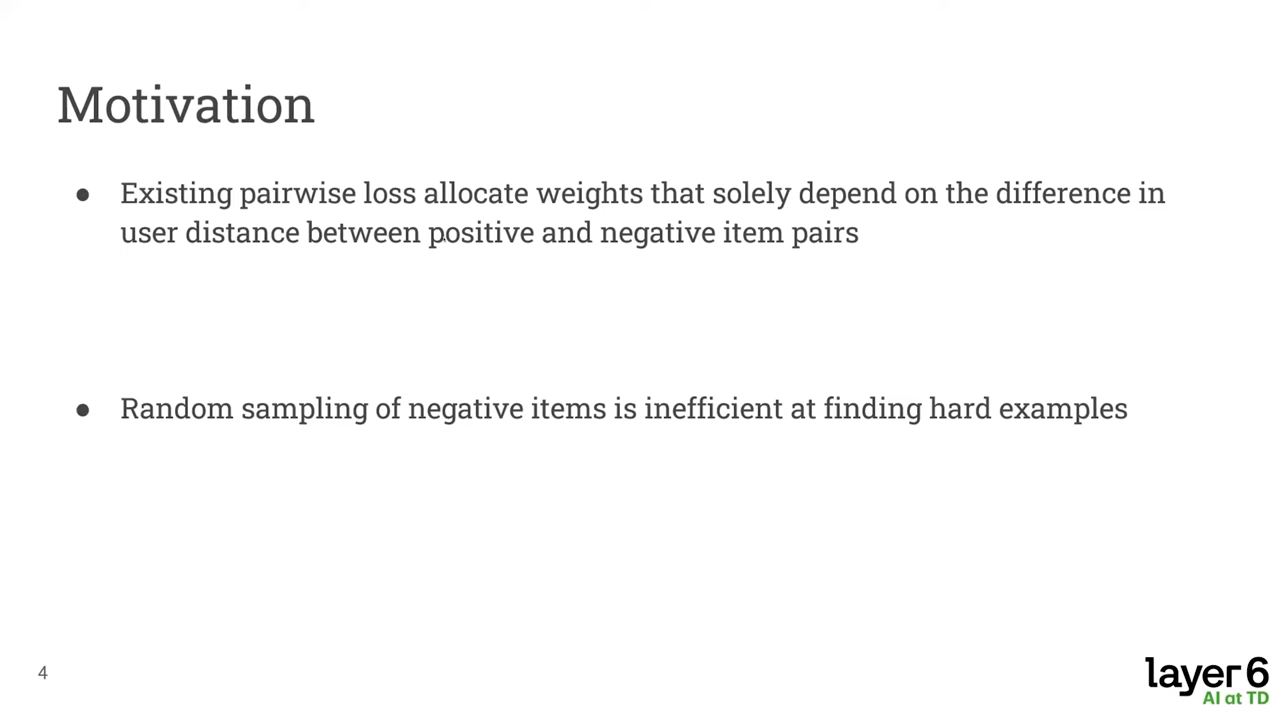 Motivation
● Existing pairwise loss allocate weights that solely depend on the difference in
user distance between positive and negative item pairs
● Random sampling of negative items is inefficient at finding hard examples
4
layer 6
AI at TD